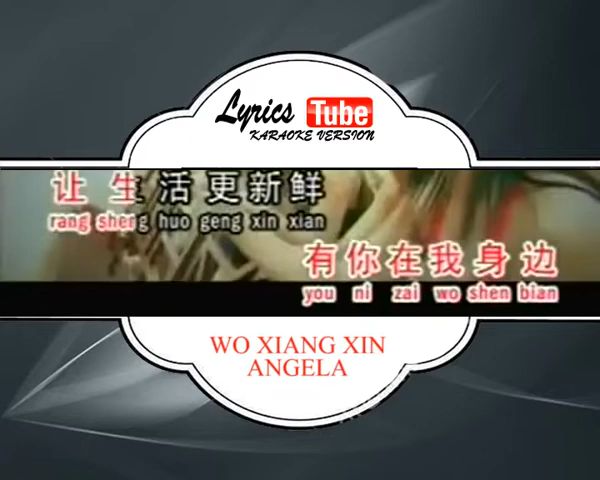 Lyrics Tube
KARAOKE VERSION
让生活更新鲜
rang sheng huo geng xin xian
有你在我身边
you ni zai wo shen bian
WO XIANG XIN
ANGELA